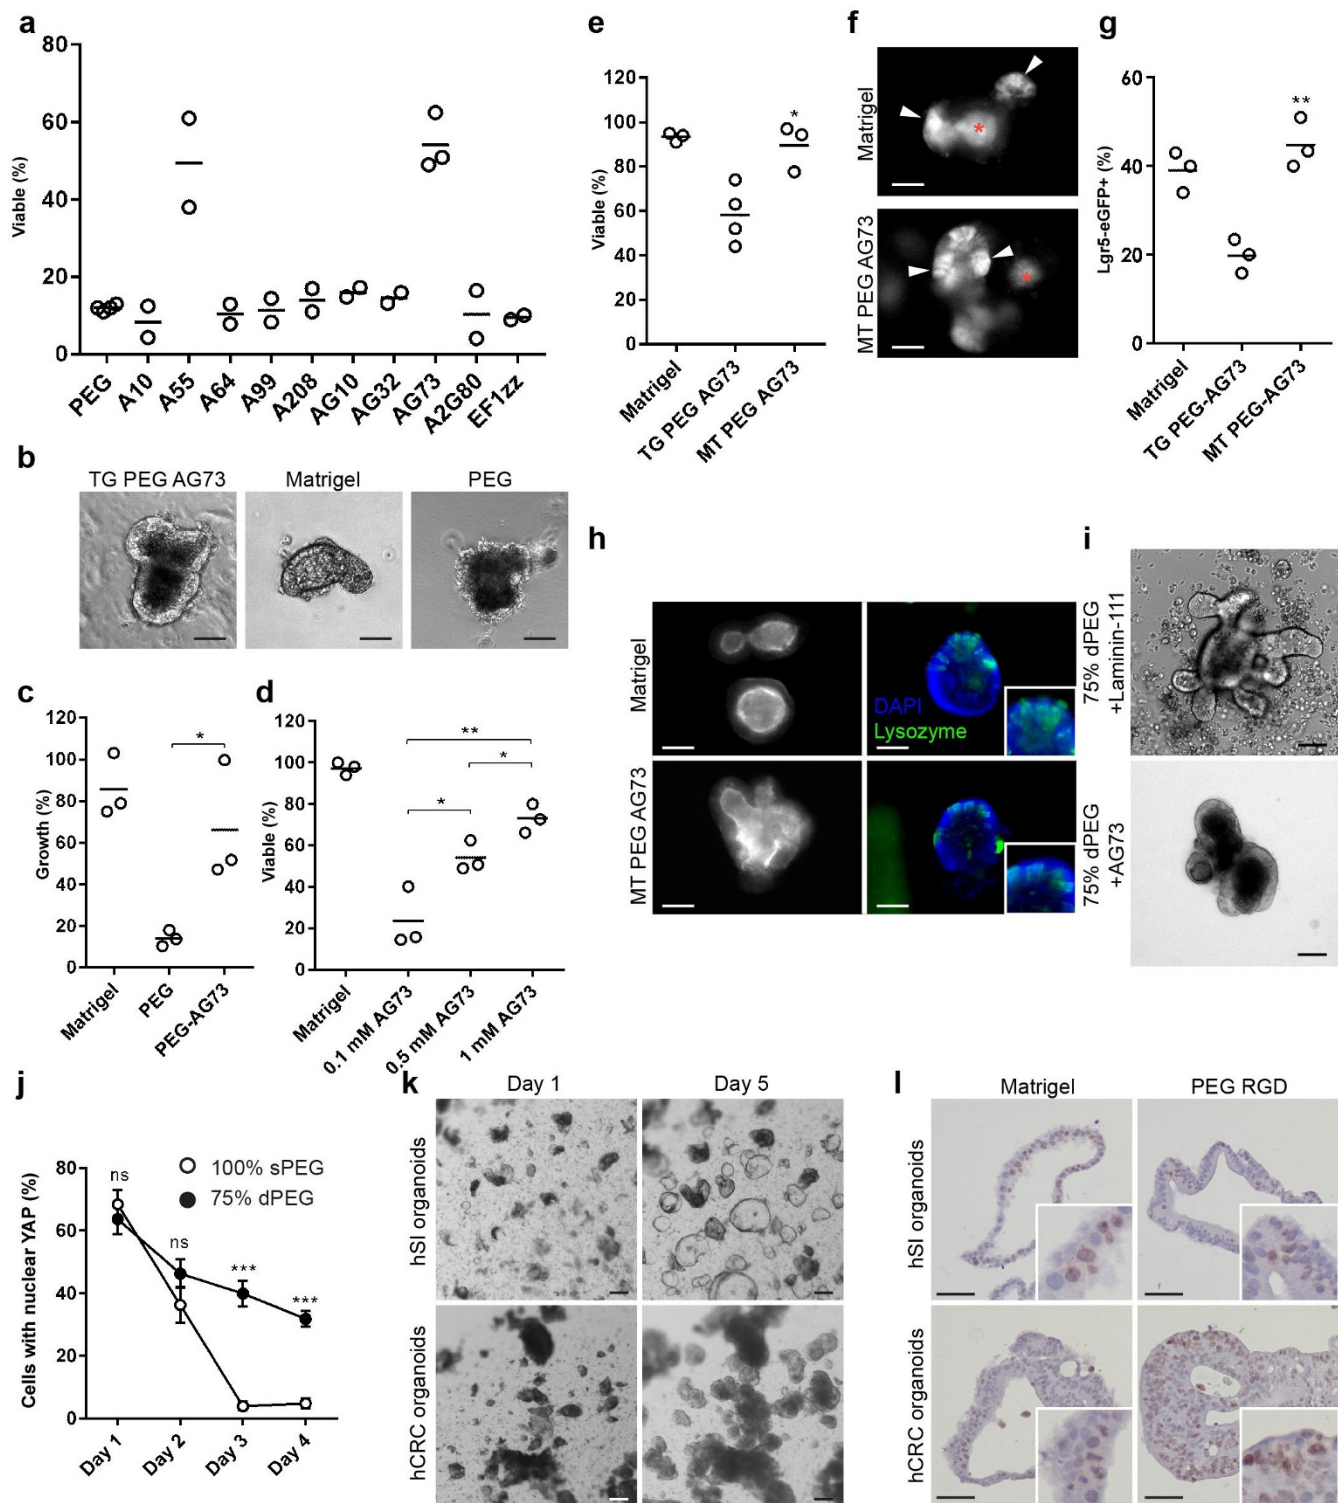 a
Viable (%)
80
60
40
20
0
PEG
A10
A55
A64
A99
A208
AG10
AG32
AG73
A2G80
EF1zz
b
TG PEG AG73
Matrigel
PEG
c
Growth (%)
120
100
80
60
40
20
0
*
Matrigel
PEG
PEG-AG73
d
Viable (%)
120
100
80
60
40
20
0
**
*
*
Matrigel
0.1 mM AG73
0.5 mM AG73
1 mM AG73
e
Viable (%)
120
100
80
60
40
20
0
*
Matrigel
TG PEG AG73
MT PEG AG73
f
Matrigel
*
MT PEG AG73
*
g
Lgr5-eGFP+ (%)
60
40
20
0
**
Matrigel
TG PEG-AG73
MT PEG-AG73
h
Matrigel
DAPI
Lysozyme
MT PEG AG73
i
75% dPEG
+Laminin-111
75% dPEG
+AG73
j
Cells with nuclear YAP (%)
80
60
40
20
0
100% sPEG
75% dPEG
ns
ns
***
***
Day 1
Day 2
Day 3
Day 4
k
Day 1
Day 5
hSI organoids
hCRC organoids
l
Matrigel
PEG RGD
hSI organoids
hCRC organoids